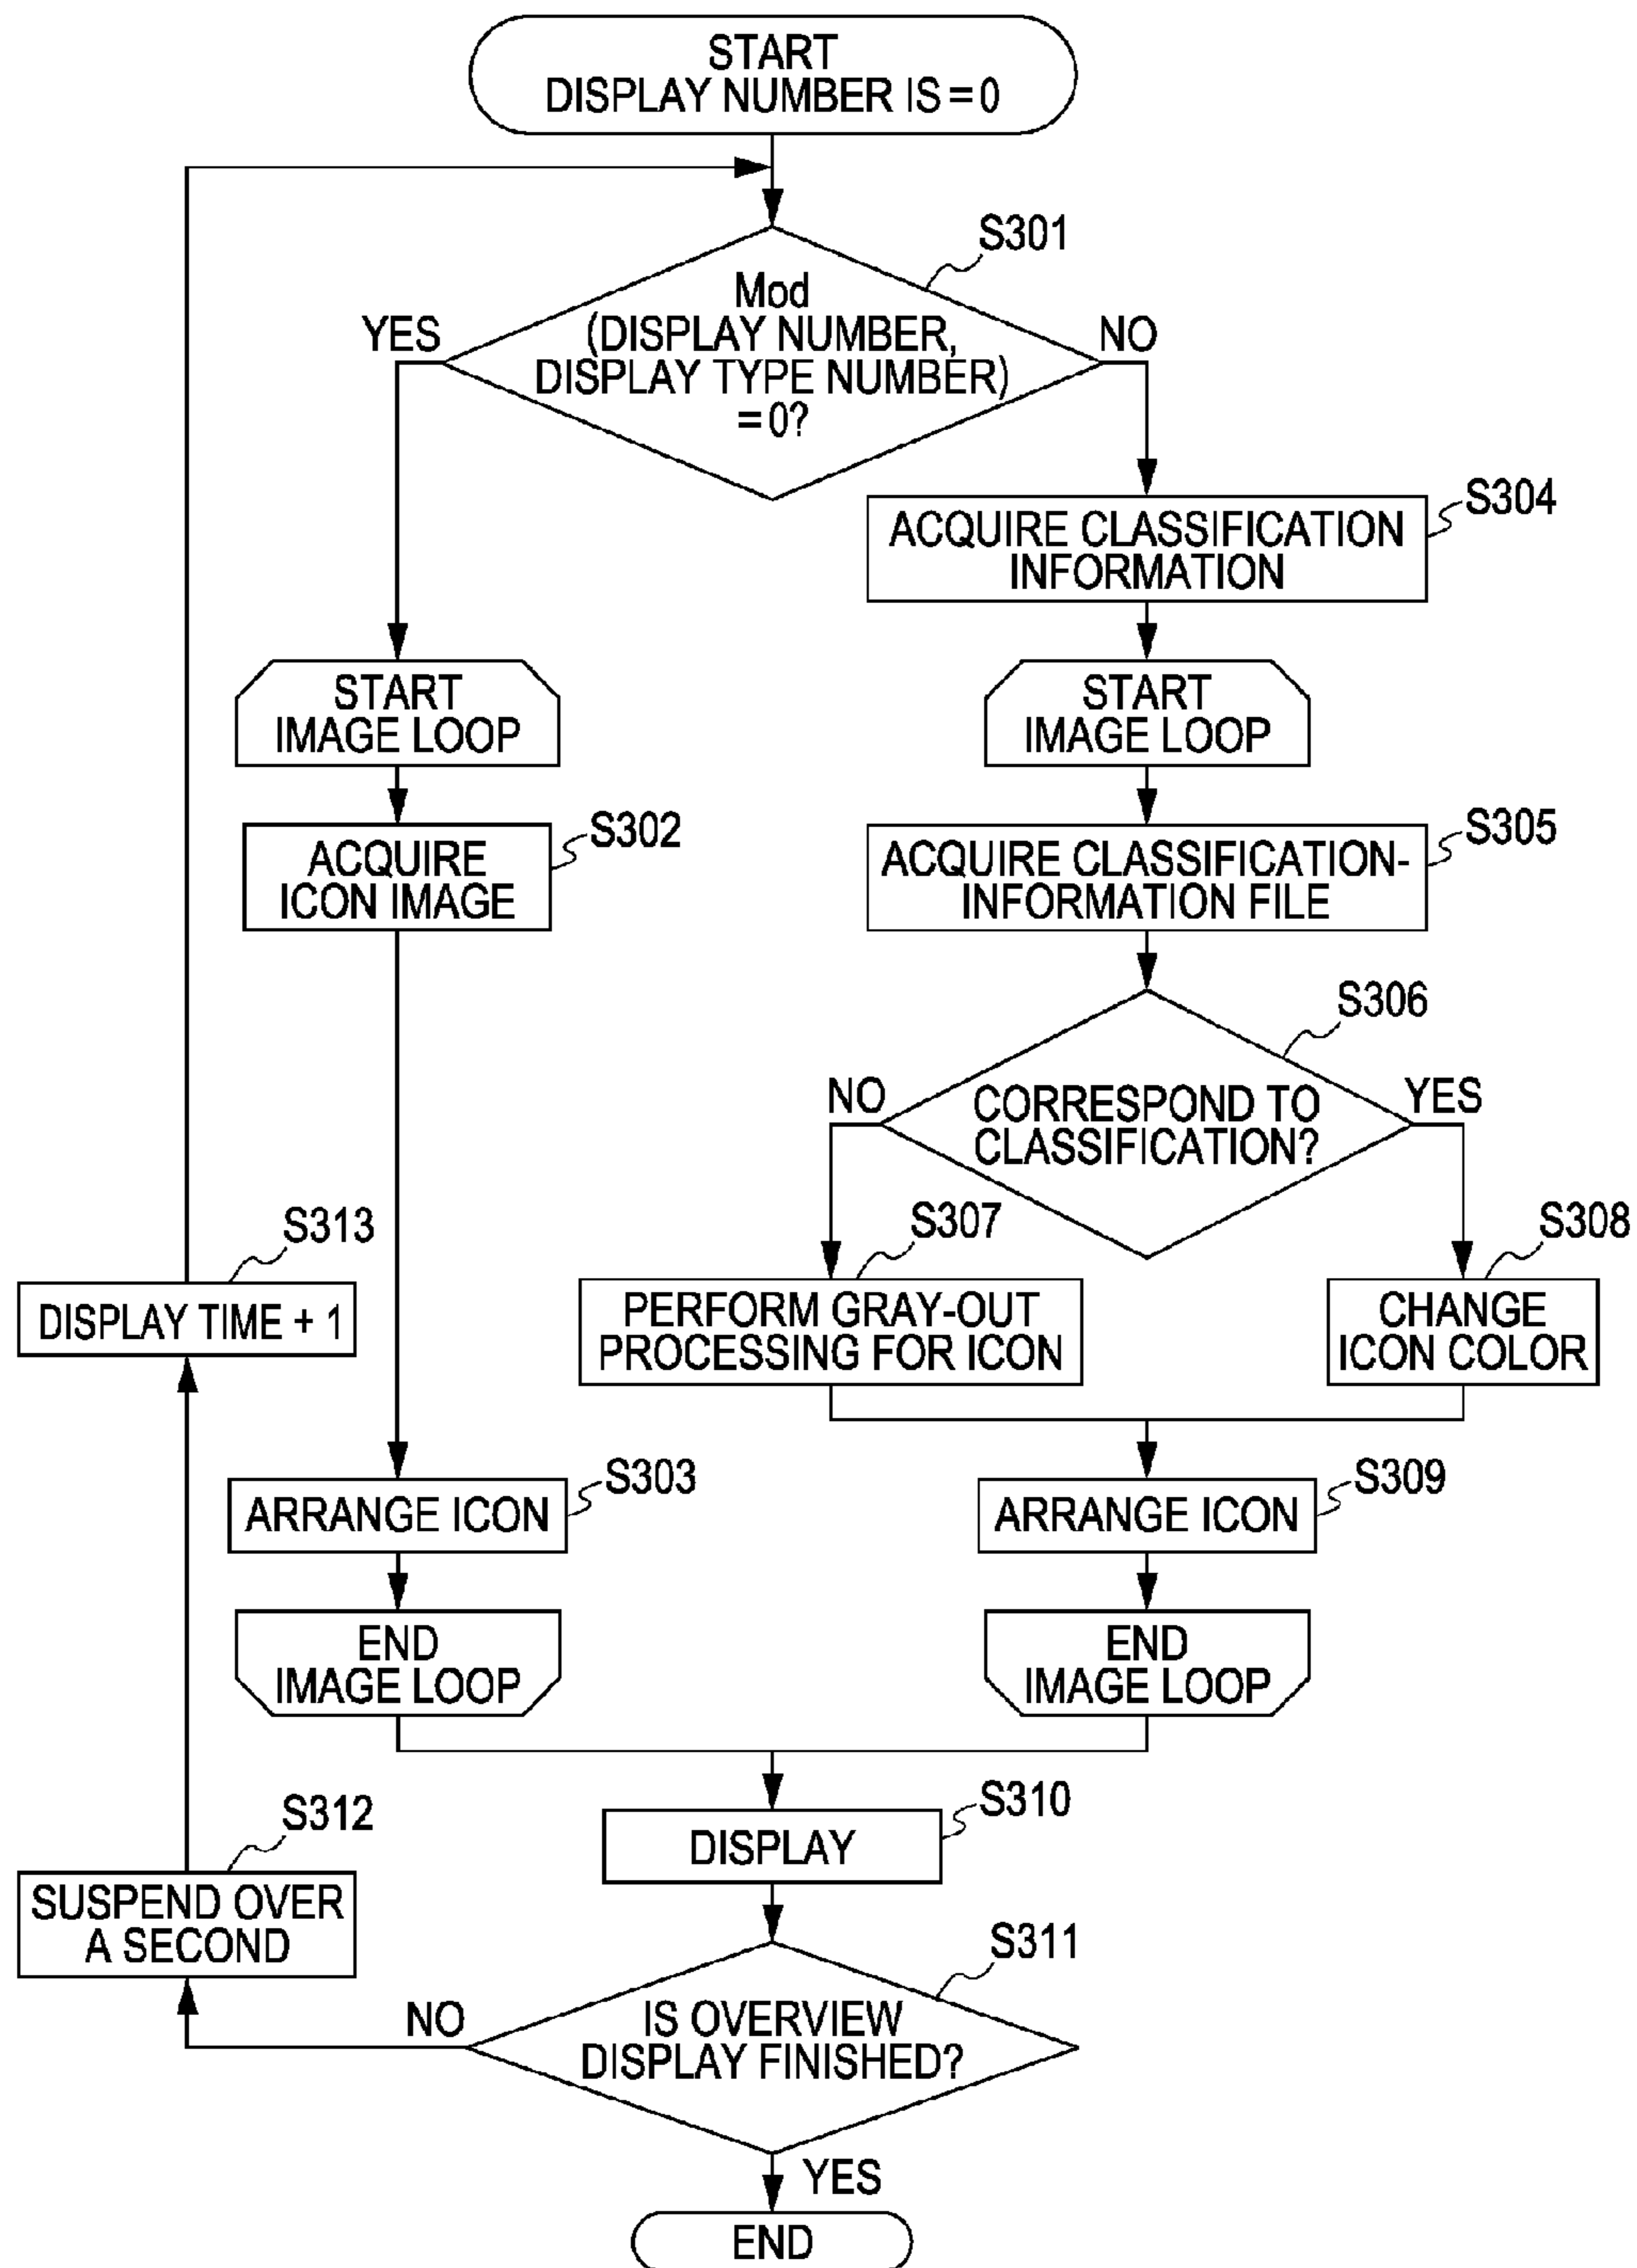 START
DISPLAY NUMBER IS = 0
S301
Mod
(DISPLAY NUMBER,
DISPLAY TYPE NUMBER)
= 0?
YES
NO
S304
ACQUIRE CLASSIFICATION
INFORMATION
START
IMAGE LOOP
START
IMAGE LOOP
S302
ACQUIRE
ICON IMAGE
S305
ACQUIRE CLASSIFICATION-
INFORMATION FILE
S306
CORRESPOND TO
CLASSIFICATION?
NO
YES
S307
PERFORM GRAY-OUT
PROCESSING FOR ICON
S308
CHANGE
ICON COLOR
S313
DISPLAY TIME + 1
S303
ARRANGE ICON
S309
ARRANGE ICON
END
IMAGE LOOP
END
IMAGE LOOP
S310
DISPLAY
S312
SUSPEND OVER
A SECOND
S311
IS OVERVIEW
DISPLAY FINISHED?
NO
YES
END